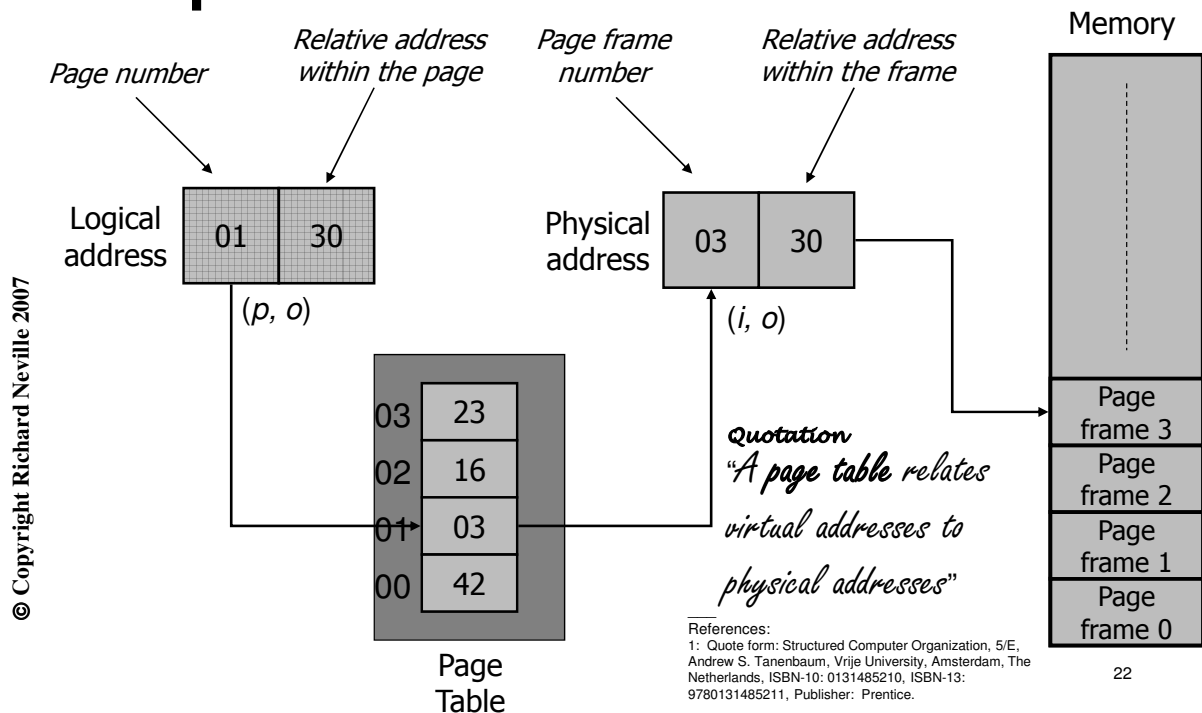 Memory
Page number
Relative address
within the page
Page frame
number
Relative address
within the frame
Logical
address
01
30
(p, o)
Physical
address
03
30
(i, o)
03
23
02
16
01
03
00
42
Page
Table
Quotation
“A page table relates
virtual addresses to
physical addresses”
Page
frame 3
Page
frame 2
Page
frame 1
Page
frame 0
References:
1: Quote form: Structured Computer Organization, 5/E,
Andrew S. Tanenbaum, Vrije University, Amsterdam, The
Netherlands, ISBN-10: 0131485210, ISBN-13:
9780131485211, Publisher: Prentice.
22
© Copyright Richard Neville 2007